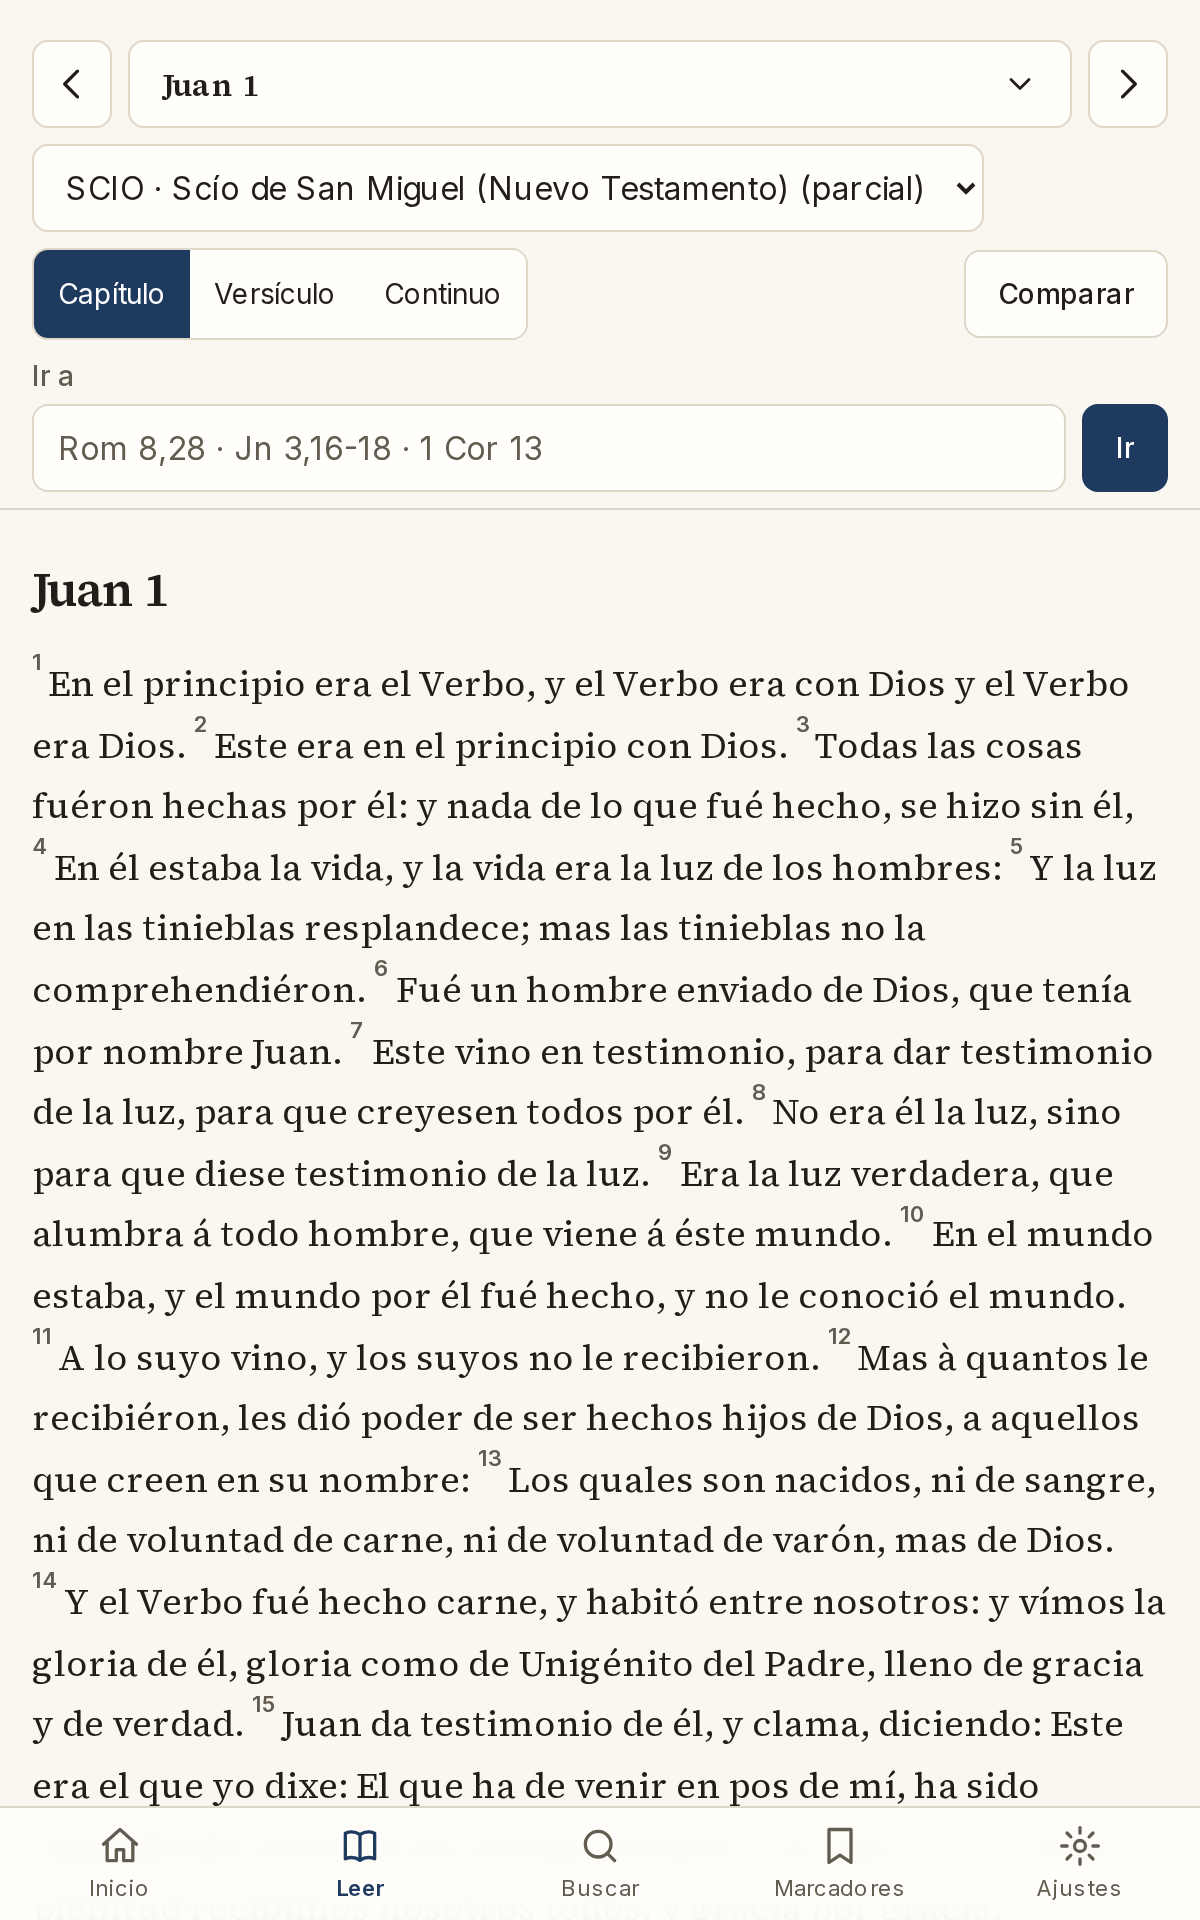 Juan 1
SCIO · Scío de San Miguel (Nuevo Testamento) (parcial)
Capítulo Versículo Continuo Comparar
Ir a
Rom 8,28 · Jn 3,16-18 · 1 Cor 13 Ir
Juan 1
1 En el principio era el Verbo, y el Verbo era con Dios y el Verbo
era Dios. 2 Este era en el principio con Dios. 3 Todas las cosas
fuéron hechas por él: y nada de lo que fué hecho, se hizo sin él,
4 En él estaba la vida, y la vida era la luz de los hombres: 5 Y la luz
en las tinieblas resplandece; mas las tinieblas no la
comprehendiéron. 6 Fué un hombre enviado de Dios, que tenía
por nombre Juan. 7 Este vino en testimonio, para dar testimonio
de la luz, para que creyesen todos por él. 8 No era él la luz, sino
para que diese testimonio de la luz. 9 Era la luz verdadera, que
alumbra á todo hombre, que viene á éste mundo. 10 En el mundo
estaba, y el mundo por él fué hecho, y no le conoció el mundo.
11 A lo suyo vino, y los suyos no le recibieron. 12 Mas à quantos le
recibiéron, les dió poder de ser hechos hijos de Dios, a aquellos
que creen en su nombre: 13 Los quales son nacidos, ni de sangre,
ni de voluntad de carne, ni de voluntad de varón, mas de Dios.
14 Y el Verbo fué hecho carne, y habitó entre nosotros: y vímos la
gloria de él, gloria como de Unigénito del Padre, lleno de gracia
y de verdad. 15 Juan da testimonio de él, y clama, diciendo: Este
era el que yo dixe: El que ha de venir en pos de mí, ha sido
Inicio Leer Buscar Marcadores Ajustes
plenitud recibimos nosotros todos, y gracia por gracia.